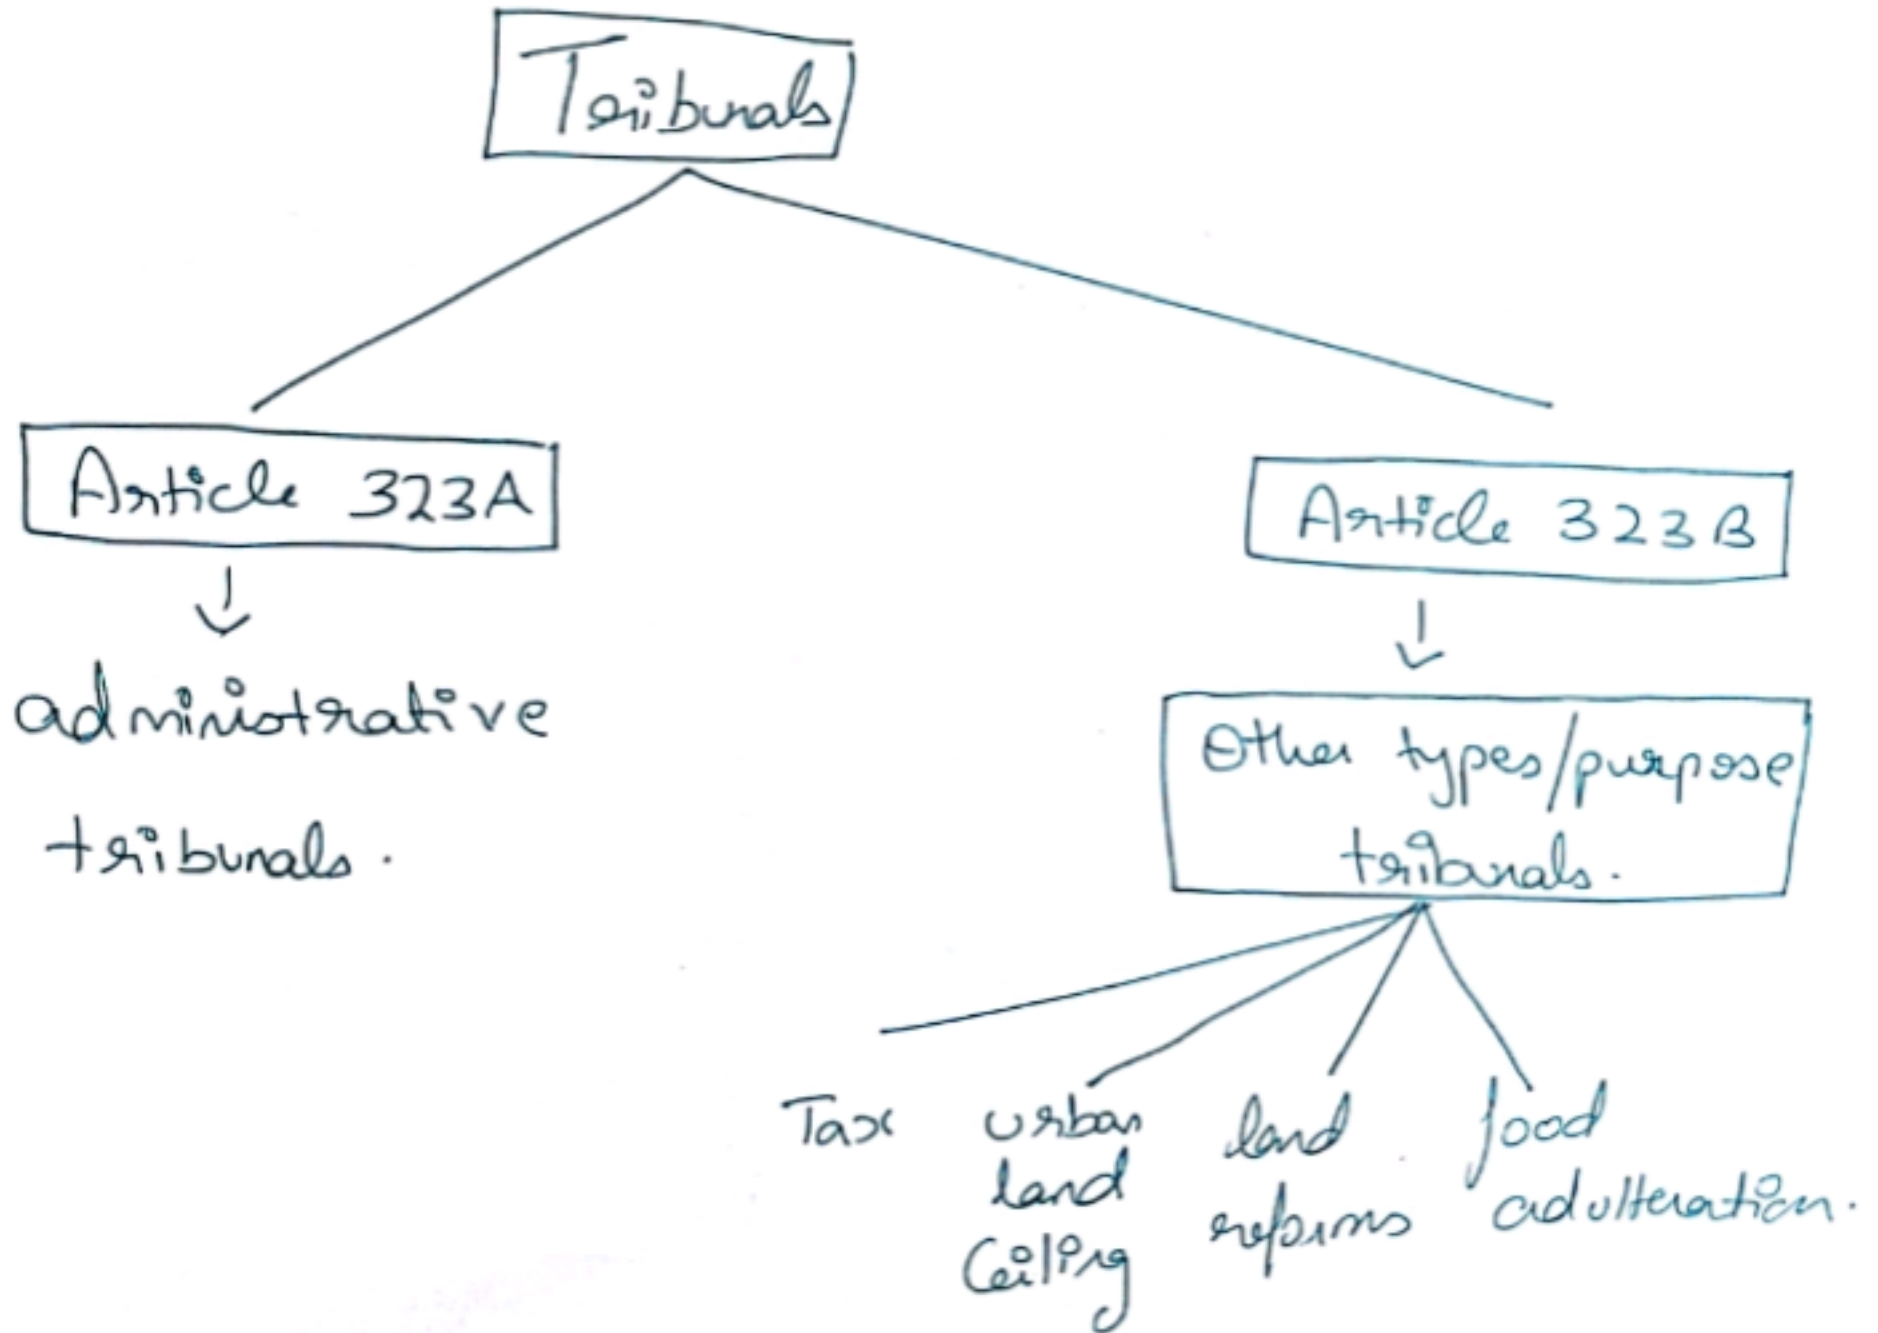 Tribunals
Article 323A
Article 323B
administrative
tribunals.
Other types/purpose
tribunals.
Tax
urban
land
Ceiling
land
reforms
food
adulteration.